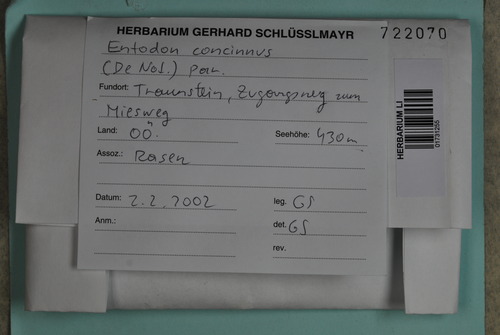 HERBARIUM GERHARD SCHLÜSSLMAYR 722070
Entodon concinnus
(De Not.) Par.
Fundort: Traunstein, Zugangsweg zum
Miesweg
Land: OÖ. Seehöhe: 430m
Assoz.: Rasen
Datum: 2.2.2002 leg. GS
Anm.: det. GS
rev.
HERBARIUM LI
01731255